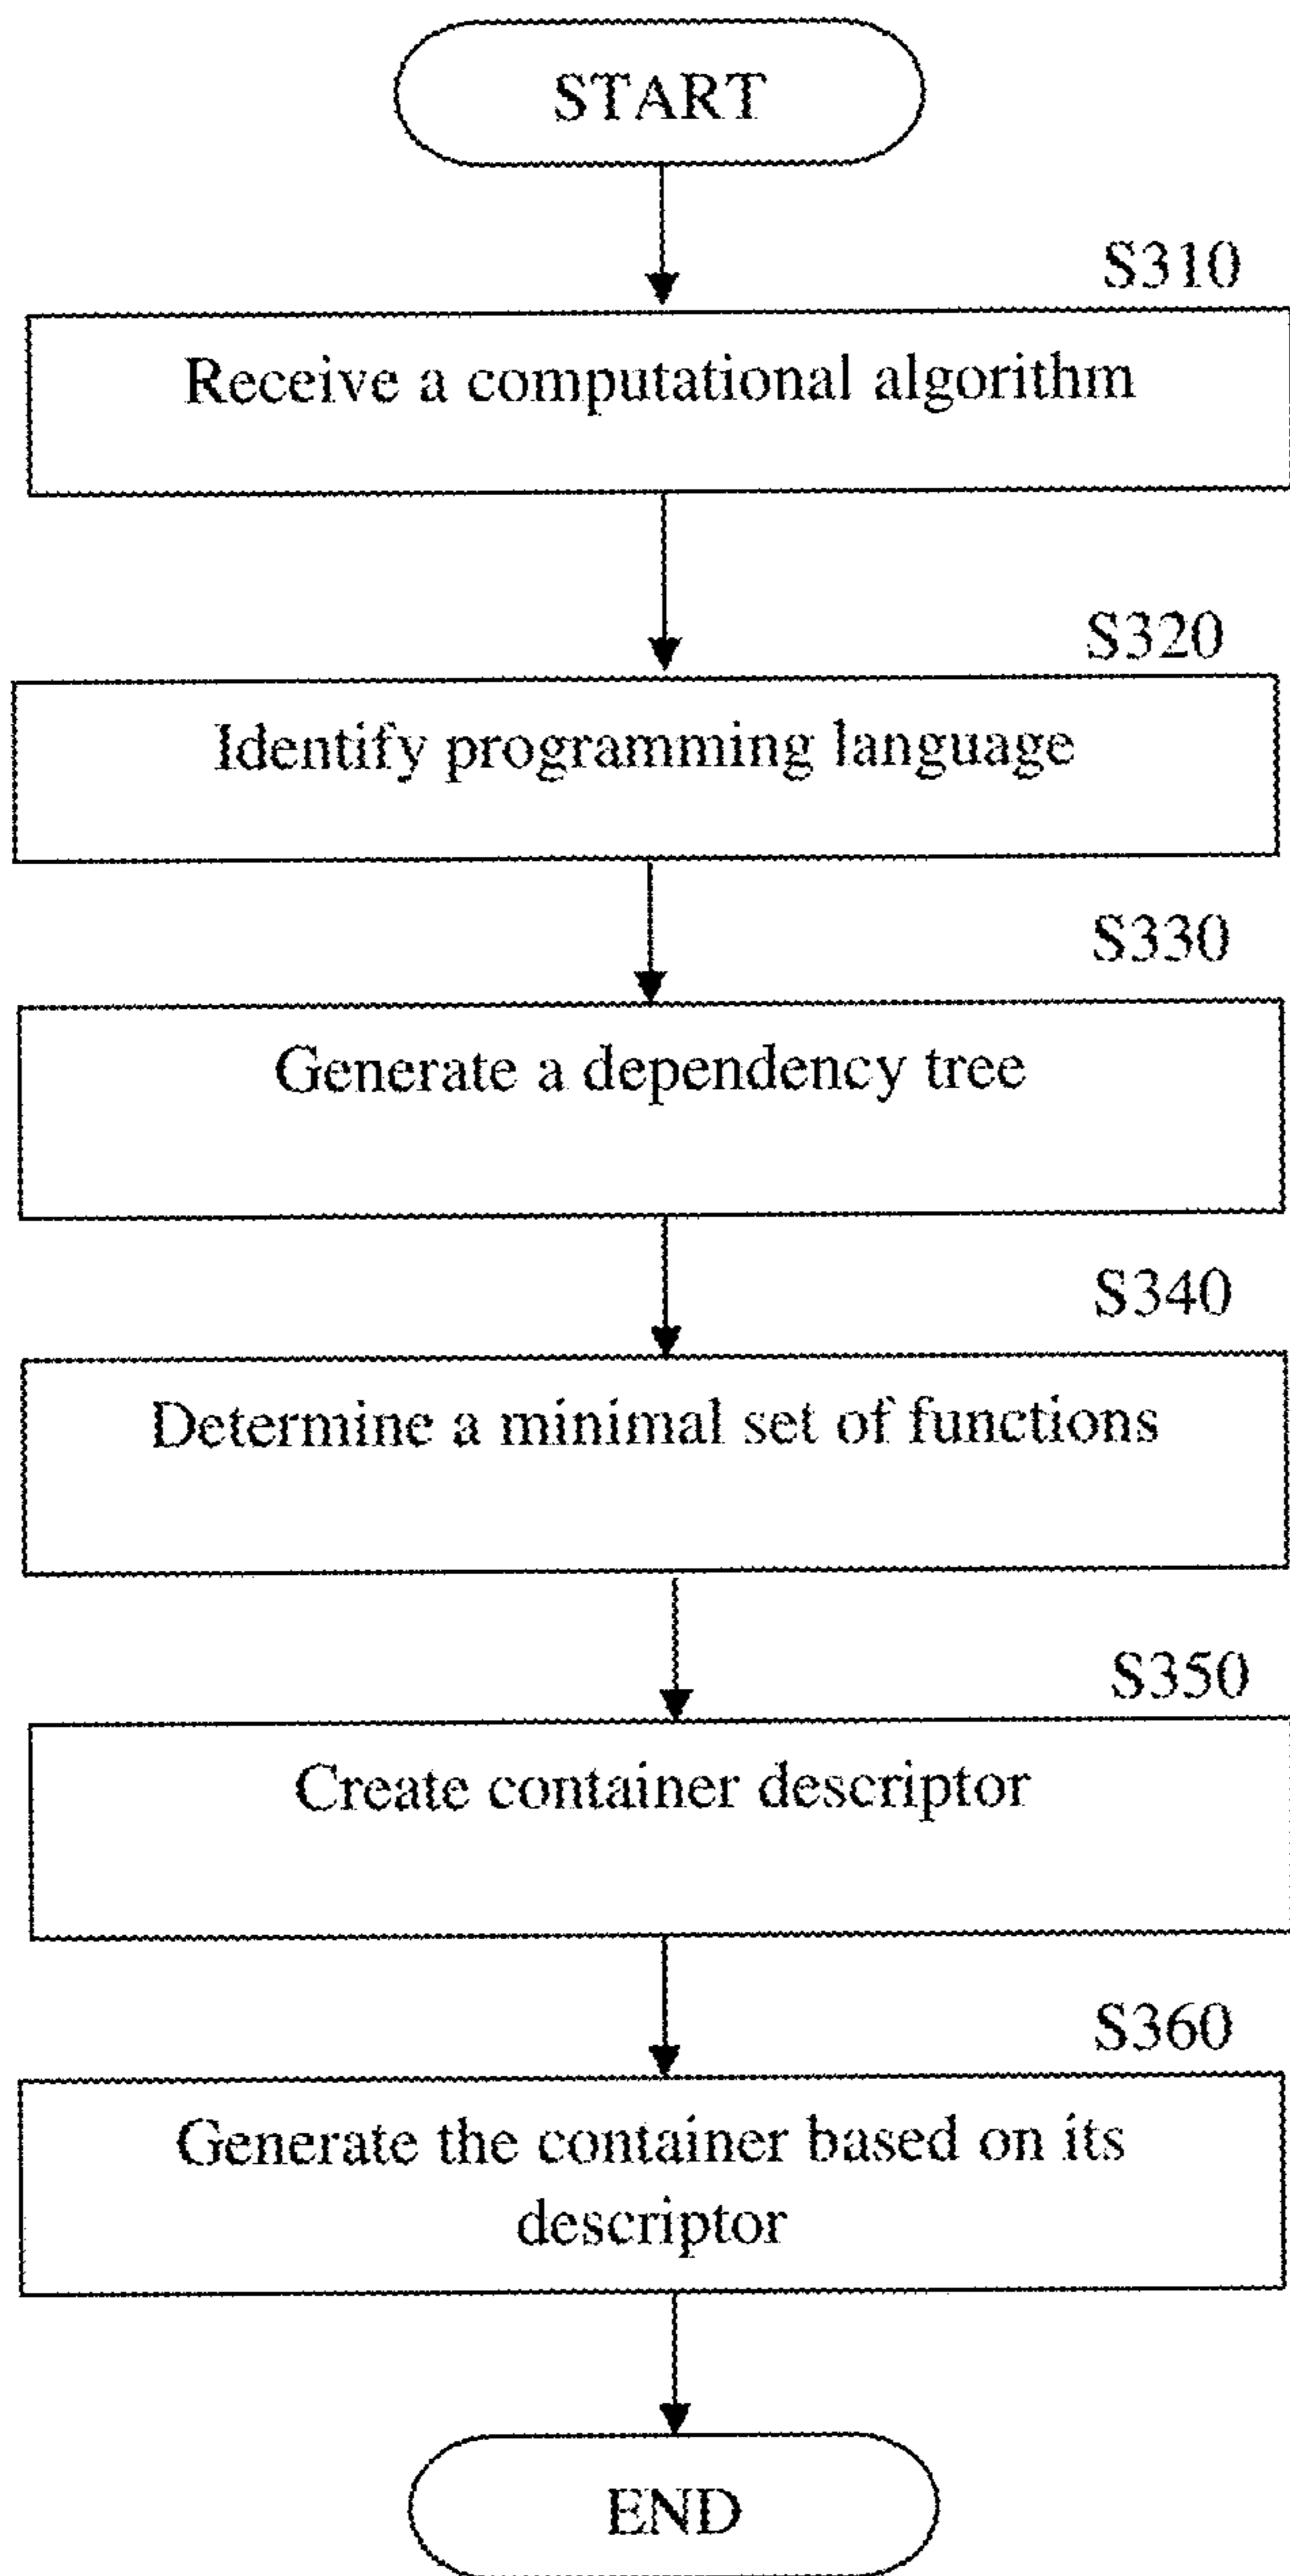 START
S310
Receive a computational algorithm
S320
Identify programming language
S330
Generate a dependency tree
S340
Determine a minimal set of functions
S350
Create container descriptor
S360
Generate the container based on its
descriptor
END